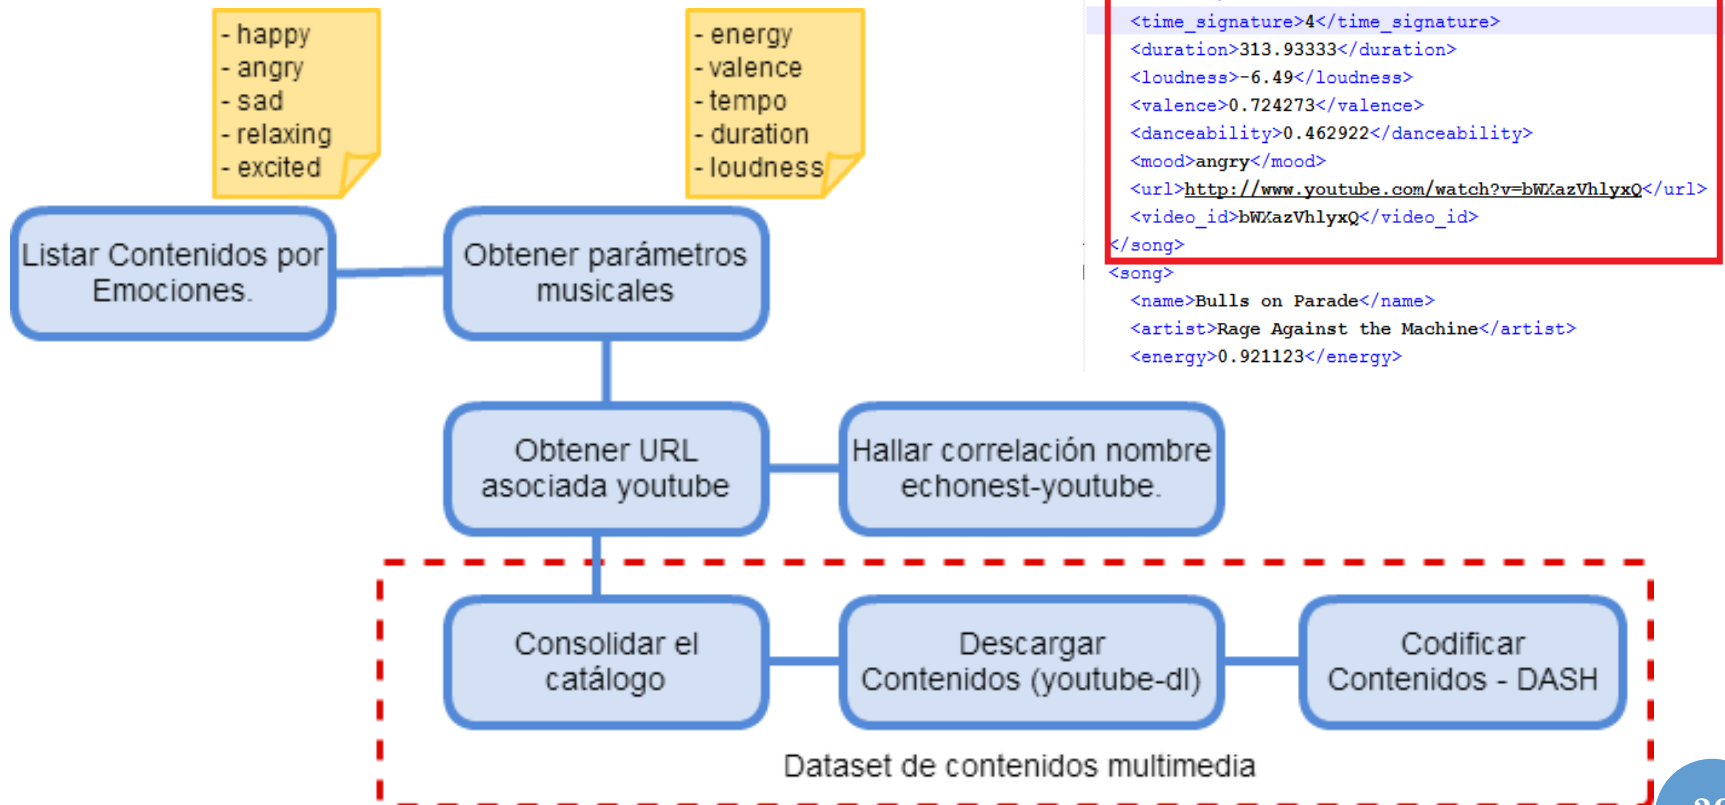 - happy
- angry
- sad
- relaxing
- excited
- energy
- valence
- tempo
- duration
- loudness
<time_signature>4</time_signature>
<duration>313.93333</duration>
<loudness>-6.49</loudness>
<valence>0.724273</valence>
<danceability>0.462922</danceability>
<mood>angry</mood>
<url>http://www.youtube.com/watch?v=bWXazVhlyxQ</url>
<video_id>bWXazVhlyxQ</video_id>
</song>
<song>
<name>Bulls on Parade</name>
<artist>Rage Against the Machine</artist>
<energy>0.921123</energy>
Listar Contenidos por
Emociones.
Obtener parámetros
musicales
Obtener URL
asociada youtube
Hallar correlación nombre
echonest-youtube.
Consolidar el
catálogo
Descargar
Contenidos (youtube-dl)
Codificar
Contenidos - DASH
Dataset de contenidos multimedia